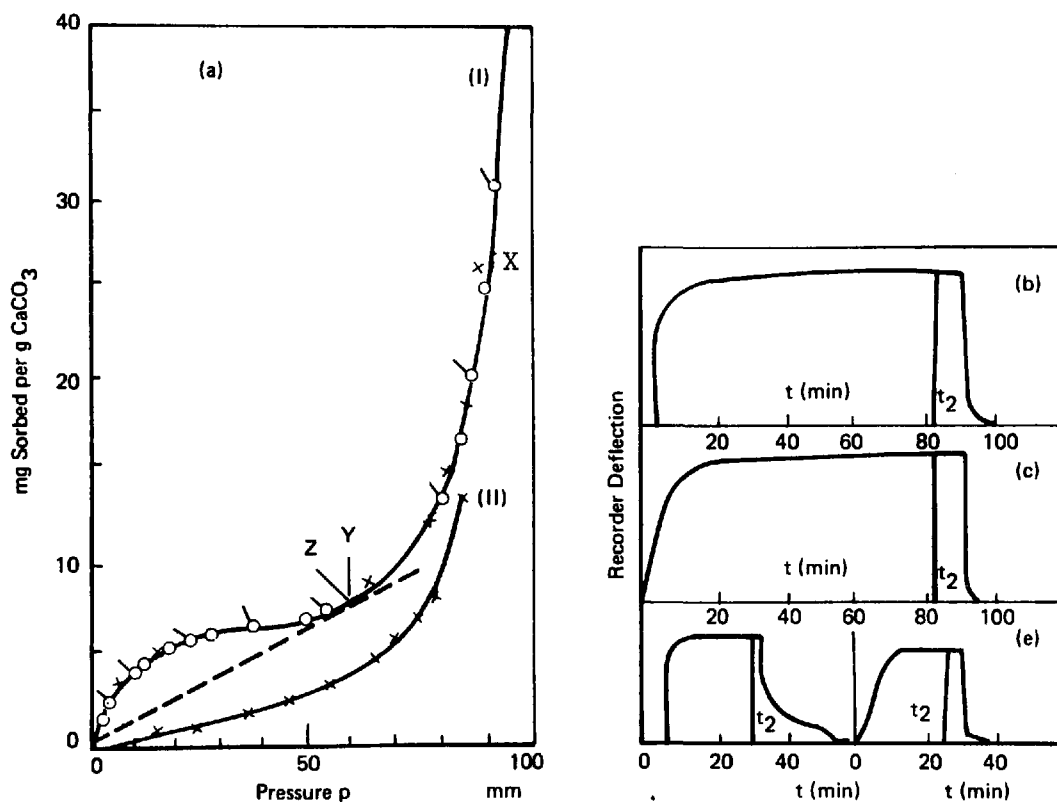 40
30
20
10
0
mg Sorbed per g CaCO3
(a)
(I)
X
(II)
Z
Y
0
50
100
Pressure ρ
mm
Recorder Deflection
(b)
t (min)
t2
20
40
60
80
100
(c)
t (min)
t2
20
40
60
80
100
(e)
t2
t2
0
20
40
0
20
40
t (min)
t (min)